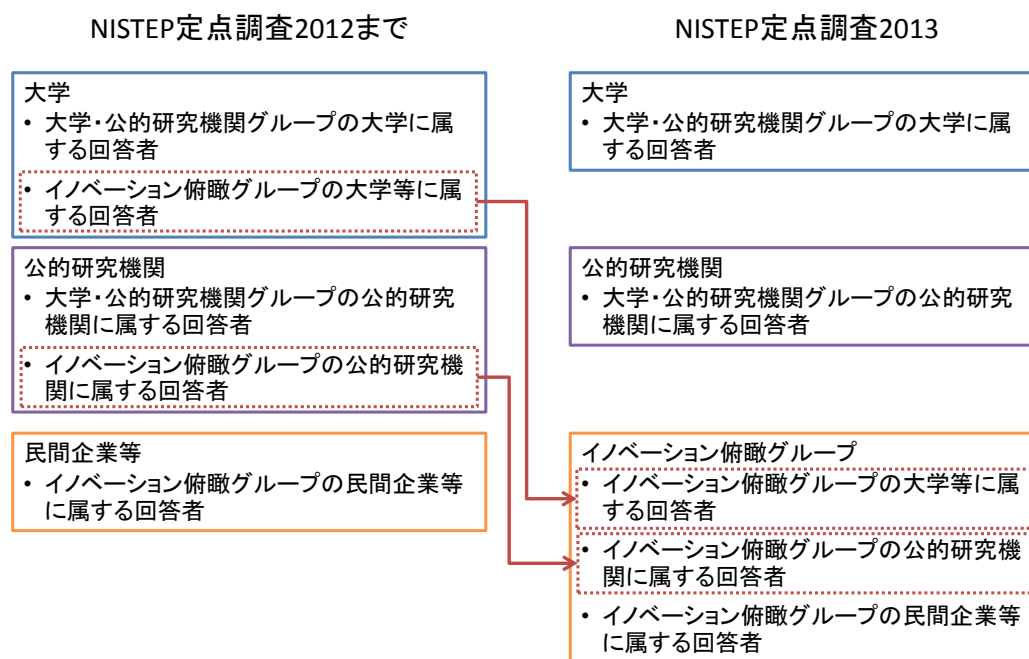 NISTEP定点調査2012まで
大学
• 大学・公的研究機関グループの大学に属
する回答者
• イノベーション俯瞰グループの大学等に属
する回答者
公的研究機関
• 大学・公的研究機関グループの公的研究
機関に属する回答者
• イノベーション俯瞰グループの公的研究機
関に属する回答者
民間企業等
• イノベーション俯瞰グループの民間企業等
に属する回答者
NISTEP定点調査2013
大学
• 大学・公的研究機関グループの大学に属
する回答者
公的研究機関
• 大学・公的研究機関グループの公的研究
機関に属する回答者
イノベーション俯瞰グループ
• イノベーション俯瞰グループの大学等に属
する回答者
• イノベーション俯瞰グループの公的研究機
関に属する回答者
• イノベーション俯瞰グループの民間企業等
に属する回答者